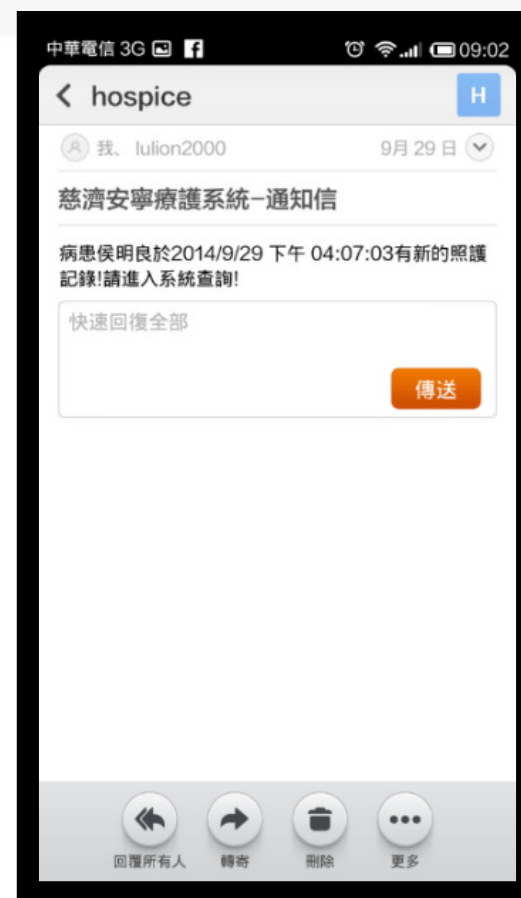 中華電信 3G 09:02
hospice H
我、 lulion2000 9月 29 日
慈濟安寧療護系統-通知信
病患侯明良於2014/9/29 下午 04:07:03有新的照護
記錄!請進入系統查詢!
快速回復全部
傳送
回覆所有人 轉寄 刪除 更多